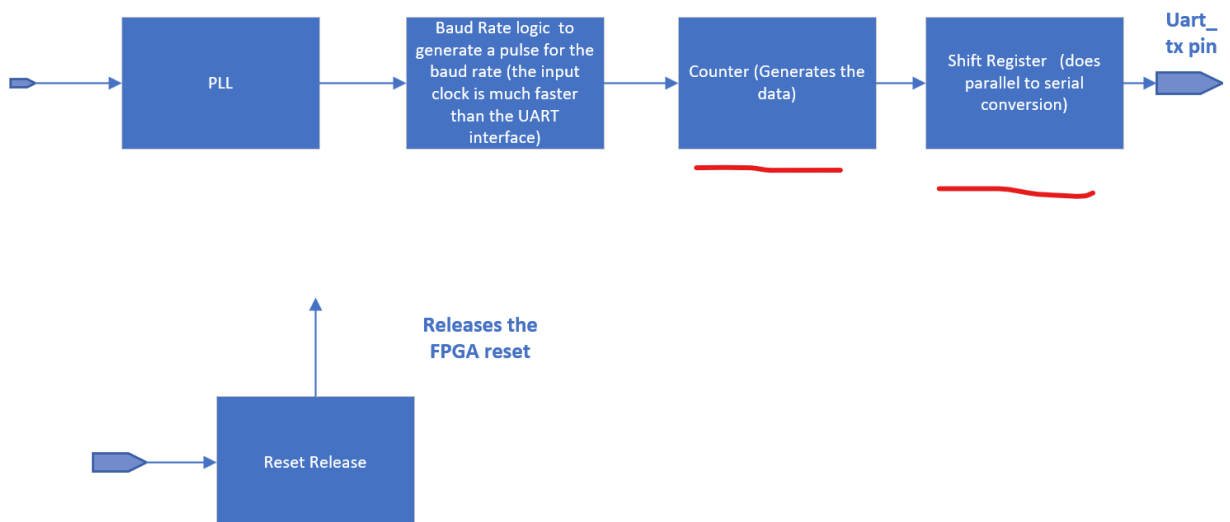 PLL
Baud Rate logic to
generate a pulse for the
baud rate (the input
clock is much faster
than the UART
interface)
Counter (Generates the
data)
Shift Register (does
parallel to serial
conversion)
Uart_
tx pin
Releases the
FPGA reset
Reset Release